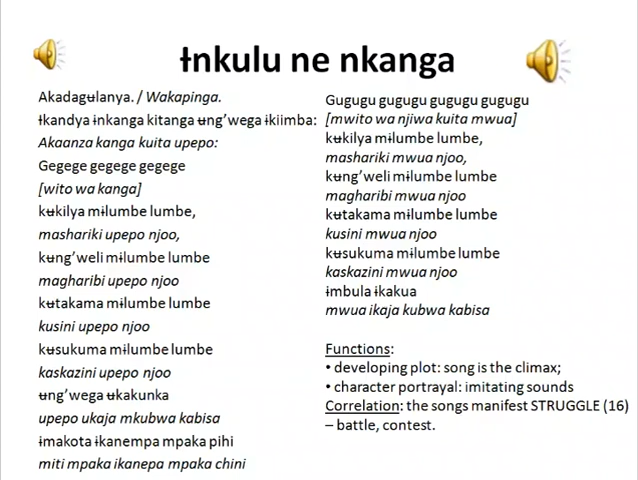 Ɨnkulu ne nkanga
Akadagʉlanya. / Wakapinga.
Ɨkandya ɨnkanga kitanga ʉng'wega ɨkiimba:
Akaanza kanga kuita upepo:
Gegege gegege gegege
[wito wa kanga]
kʉkilya mɨlumbe lumbe,
mashariki upepo njoo,
kʉng'weli mɨlumbe lumbe
magharibi upepo njoo
kʉtakama mɨlumbe lumbe
kusini upepo njoo
kʉsukuma mɨlumbe lumbe
kaskazini upepo njoo
ʉng'wega ʉkakunka
upepo ukaja mkubwa kabisa
ɨmakota ɨkanempa mpaka pihi
miti mpaka ikanepa mpaka chini
Gugugu gugugu gugugu gugugu
[mwito wa njiwa kuita mwua]
kʉkilya mɨlumbe lumbe,
mashariki mwua njoo,
kʉng'weli mɨlumbe lumbe
magharibi mwua njoo
kʉtakama mɨlumbe lumbe
kusini mwua njoo
kʉsukuma mɨlumbe lumbe
kaskazini mwua njoo
ɨmbula ɨkakua
mwua ikaja kubwa kabisa
Functions:
• developing plot: song is the climax;
• character portrayal: imitating sounds
Correlation: the songs manifest STRUGGLE (16)
– battle, contest.